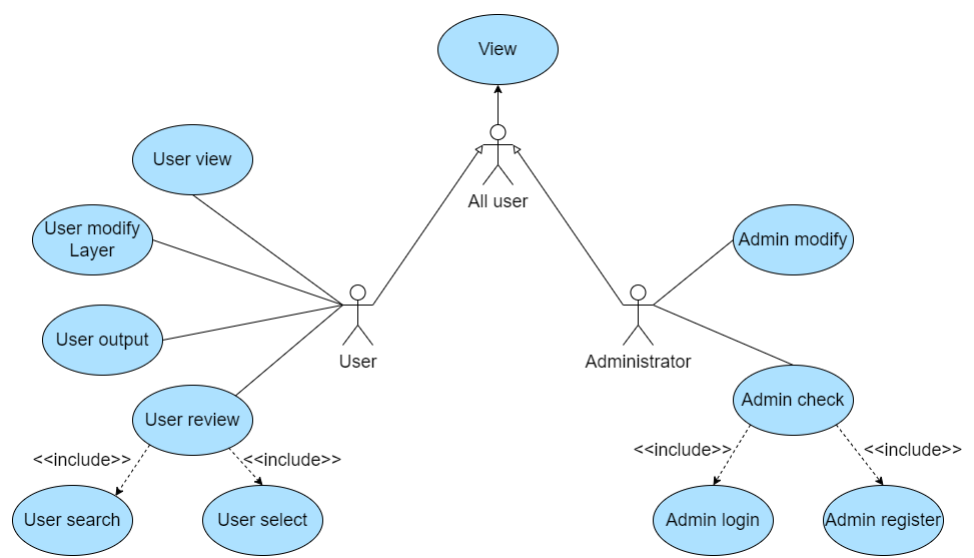 View
User view
All user
User modify
Layer
Admin modify
User output
User
Administrator
User review
Admin check
<<include>>
<<include>>
<<include>>
<<include>>
User search
User select
Admin login
Admin register